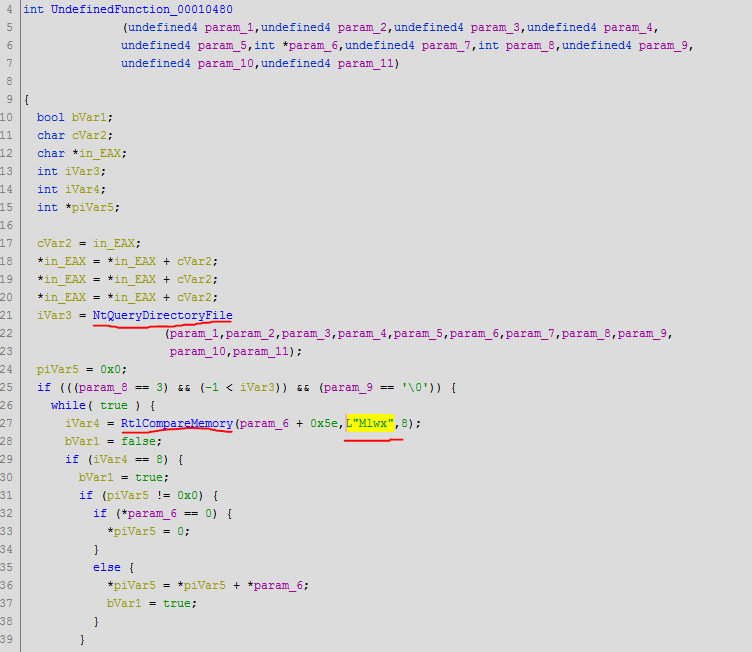 4 int UndefinedFunction_00010480
5 (undefined4 param_1,undefined4 param_2,undefined4 param_3,undefined4 param_4,
6 undefined4 param_5,int *param_6,undefined4 param_7,int param_8,undefined4 param_9,
7 undefined4 param_10,undefined4 param_11)
8
9 {
10 bool bVar1;
11 char cVar2;
12 char *in_EAX;
13 int iVar3;
14 int iVar4;
15 int *piVar5;
16
17 cVar2 = in_EAX;
18 *in_EAX = *in_EAX + cVar2;
19 *in_EAX = *in_EAX + cVar2;
20 *in_EAX = *in_EAX + cVar2;
21 iVar3 = NtQueryDirectoryFile
22 (param_1,param_2,param_3,param_4,param_5,param_6,param_7,param_8,param_9,
23 param_10,param_11);
24 piVar5 = 0x0;
25 if (((param_8 == 3) && (-1 < iVar3)) && (param_9 == '\0')) {
26 while( true ) {
27 iVar4 = RtlCompareMemory(param_6 + 0x5e,L"Mlwx",8);
28 bVar1 = false;
29 if (iVar4 == 8) {
30 bVar1 = true;
31 if (piVar5 != 0x0) {
32 if (*param_6 == 0) {
33 *piVar5 = 0;
34 }
35 else {
36 *piVar5 = *piVar5 + *param_6;
37 bVar1 = true;
38 }
39 }